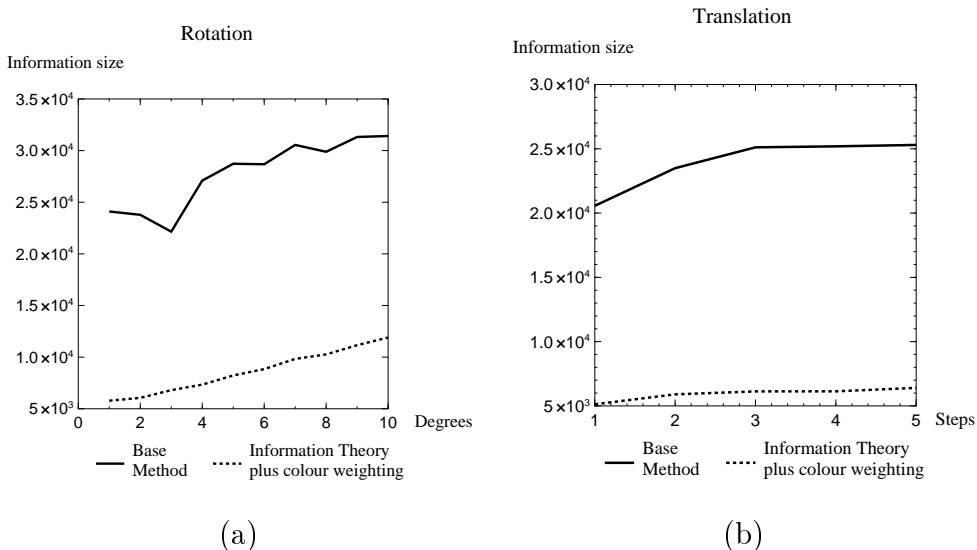 Rotation
Information size
3.5×10⁴
3.0×10⁴
2.5×10⁴
2.0×10⁴
1.5×10⁴
1.0×10⁴
5×10³
0 2 4 6 8 10 Degrees
Base Method
Information Theory plus colour weighting
(a)
Translation
Information size
3.0×10⁴
2.5×10⁴
2.0×10⁴
1.5×10⁴
1.0×10⁴
5×10³
1 2 3 4 5 Steps
Base Method
Information Theory plus colour weighting
(b)